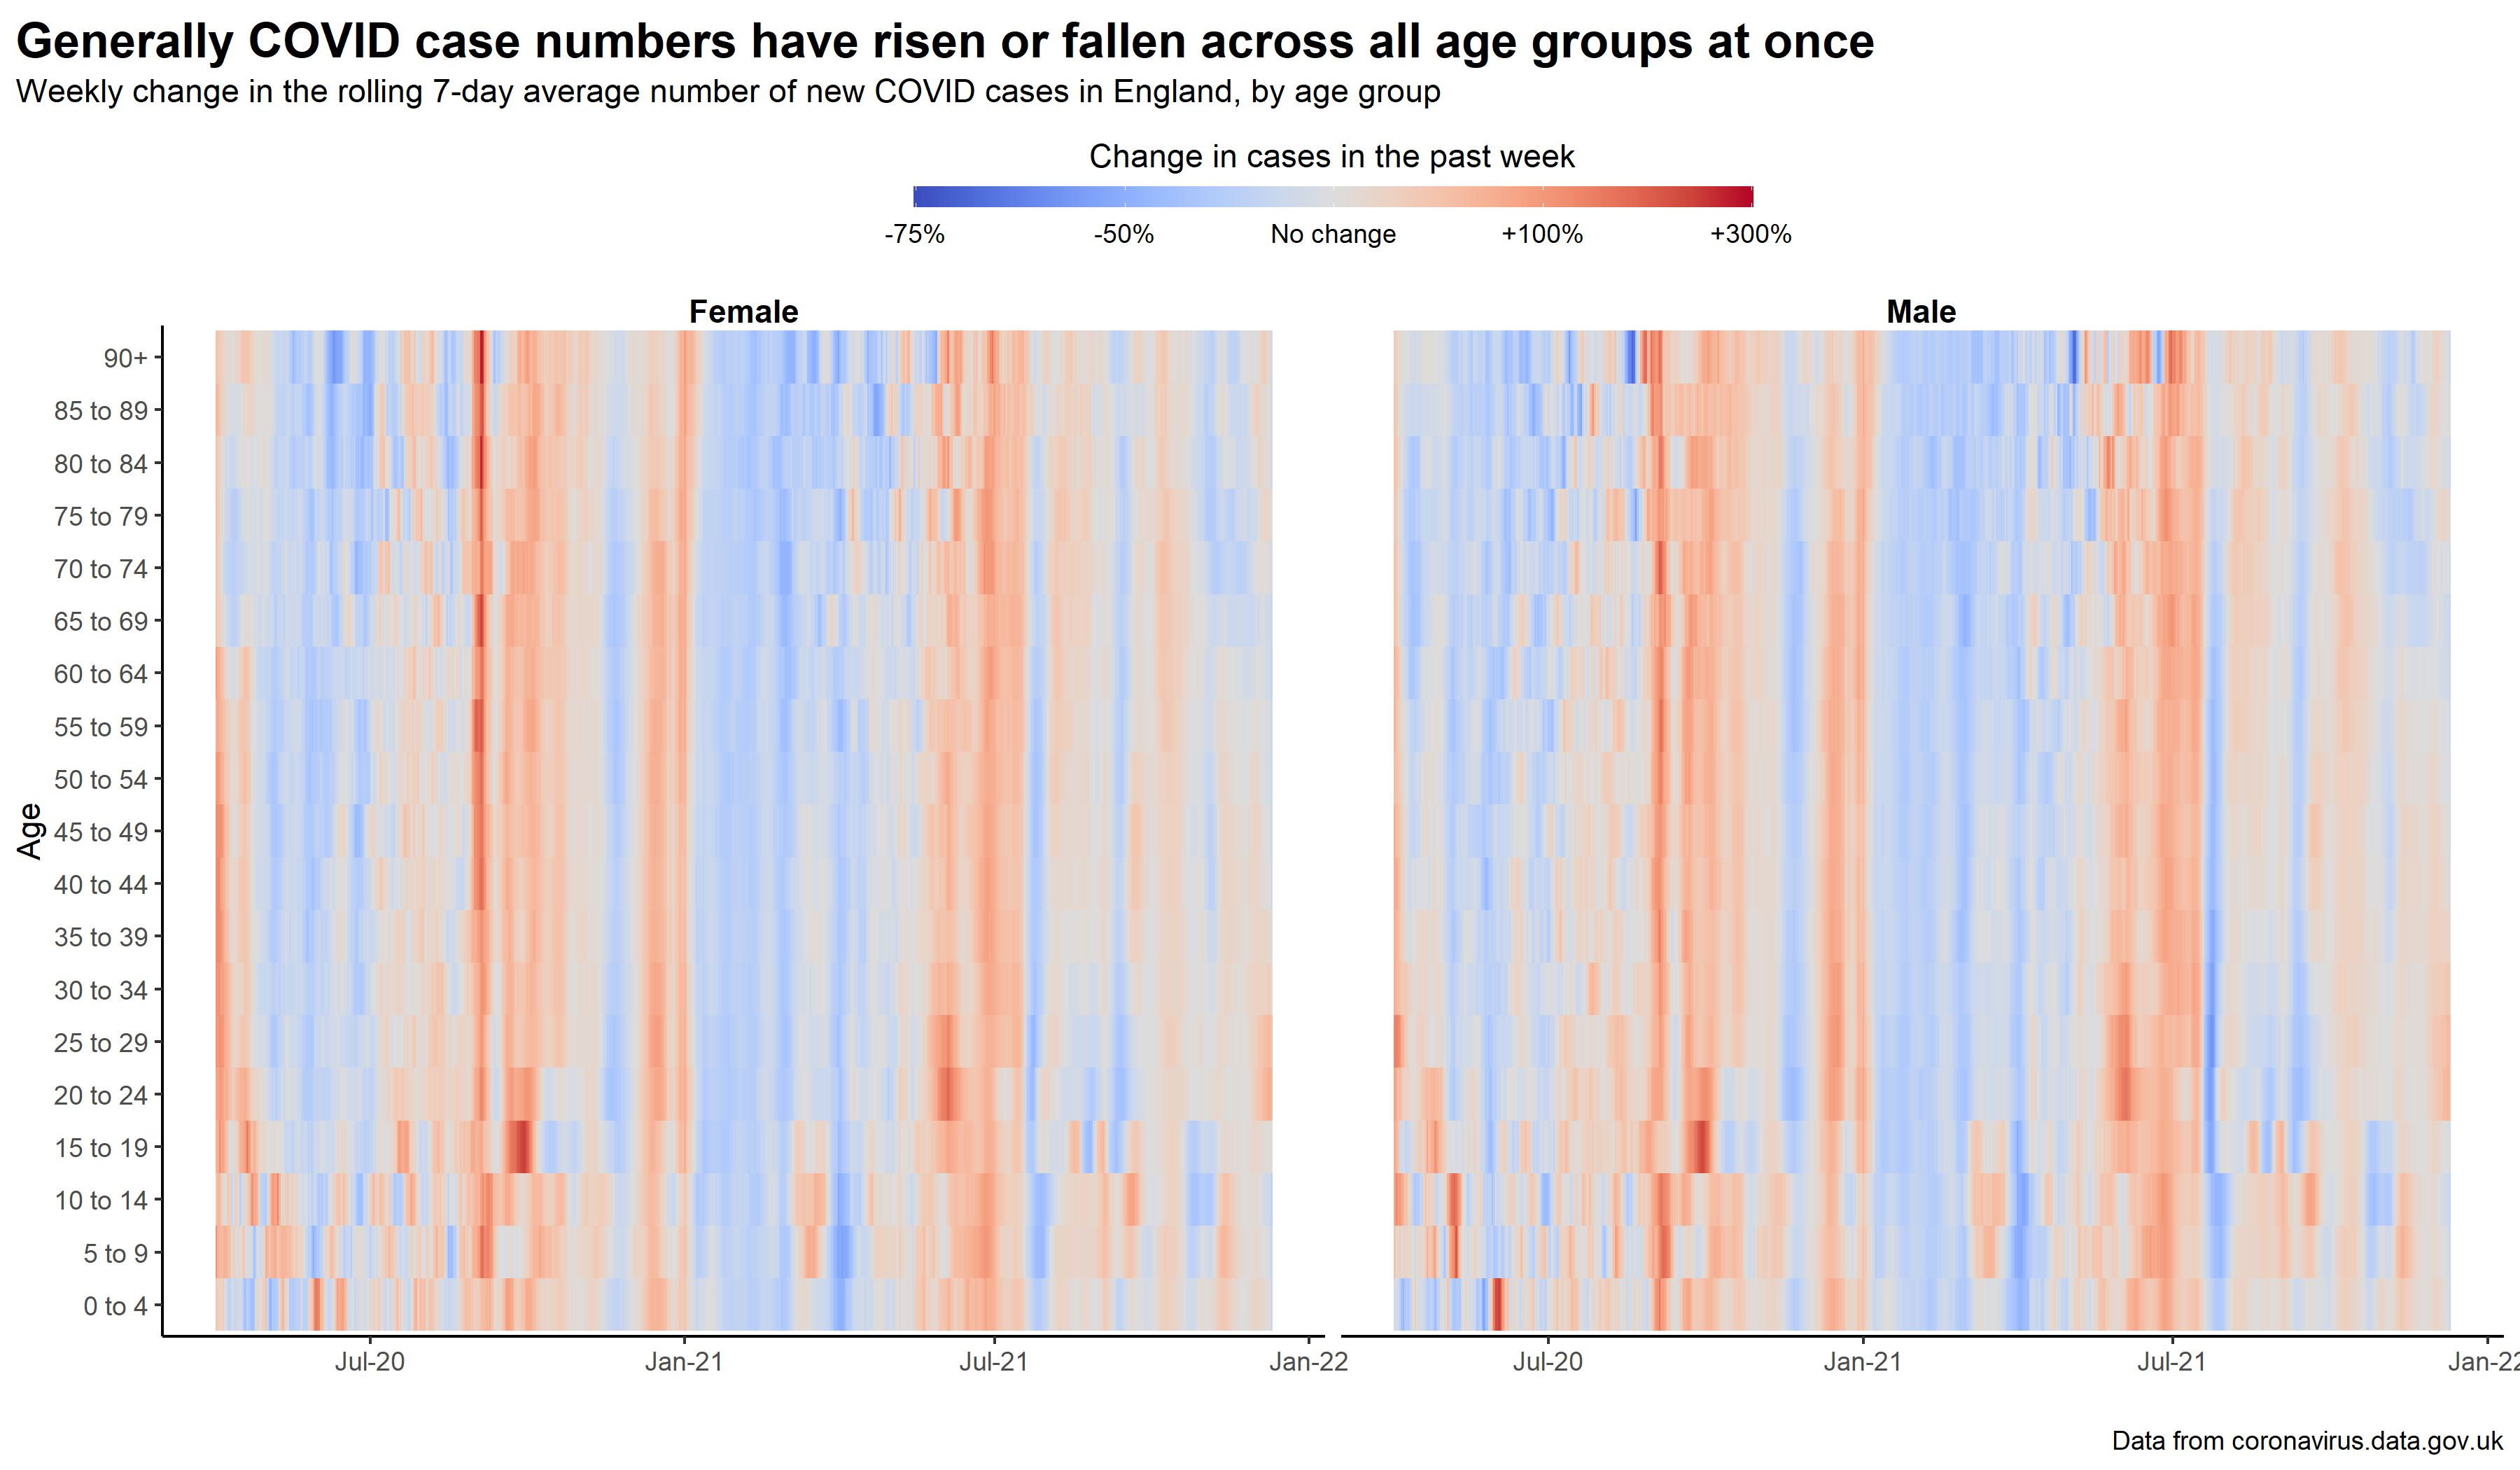 Generally COVID case numbers have risen or fallen across all age groups at once
Weekly change in the rolling 7-day average number of new COVID cases in England, by age group
Change in cases in the past week
-75% -50% No change +100% +300%
Female Male
Age
90+
85 to 89
80 to 84
75 to 79
70 to 74
65 to 69
60 to 64
55 to 59
50 to 54
45 to 49
40 to 44
35 to 39
30 to 34
25 to 29
20 to 24
15 to 19
10 to 14
5 to 9
0 to 4
Jul-20 Jan-21 Jul-21 Jan-22 Jul-20 Jan-21 Jul-21 Jan-22
Data from coronavirus.data.gov.uk